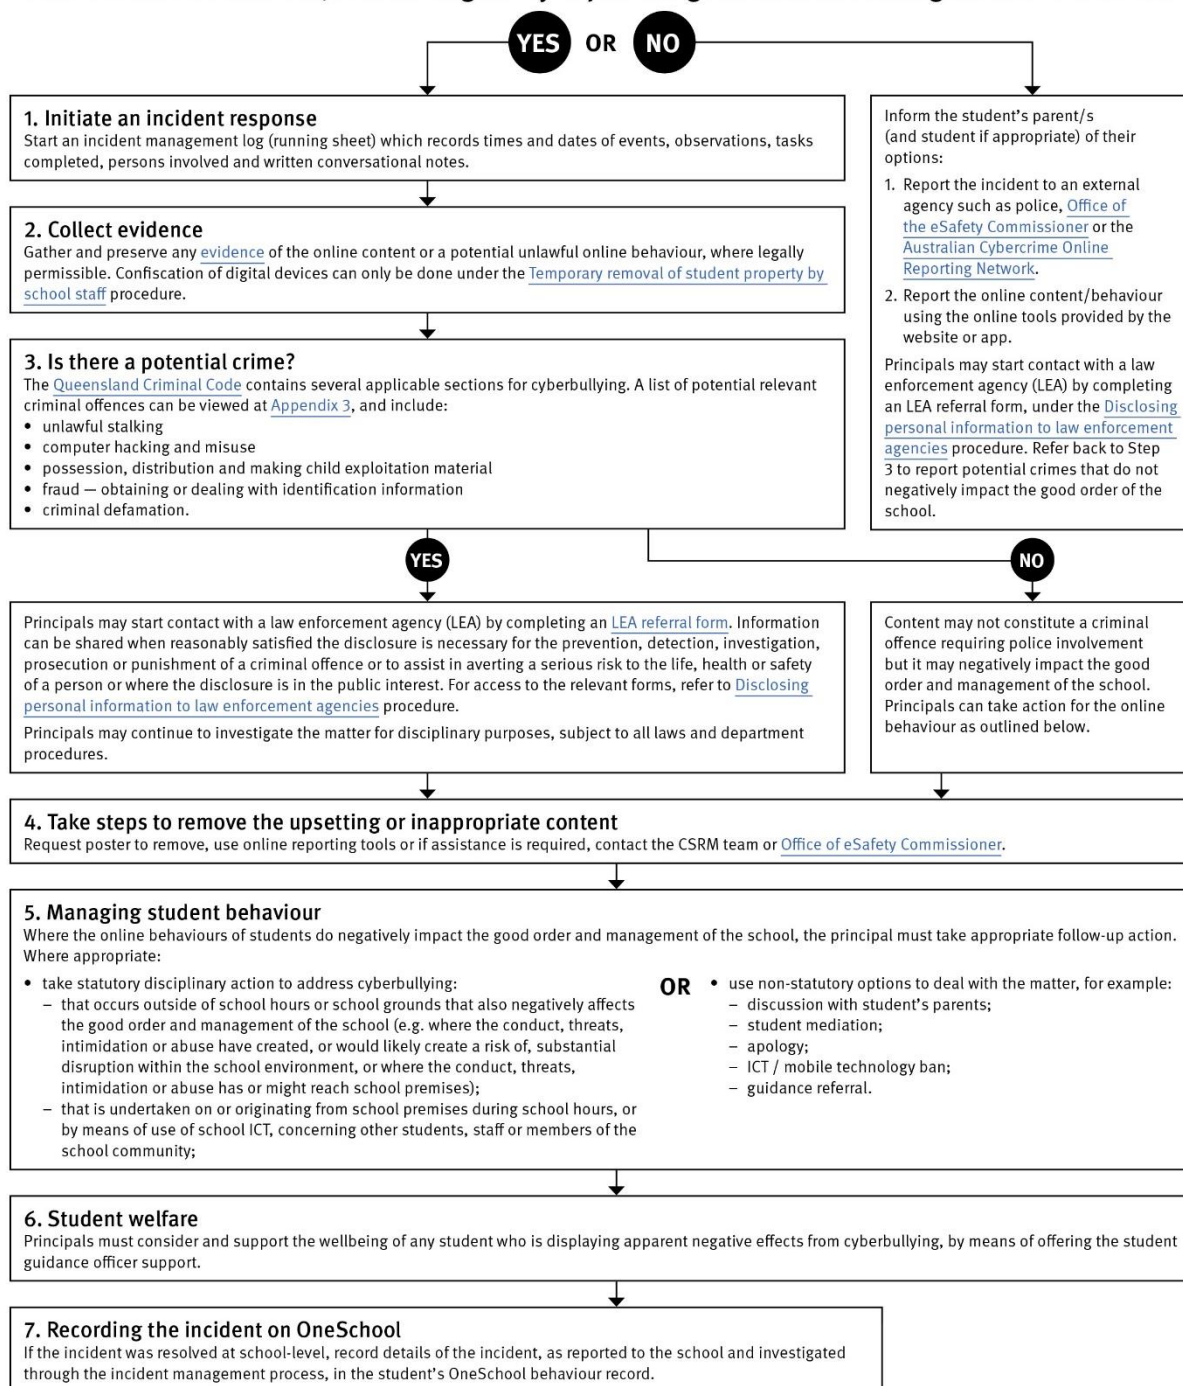 YES OR NO
1. Initiate an incident response
Start an incident management log (running sheet) which records times and dates of events, observations, tasks
completed, persons involved and written conversational notes.
2. Collect evidence
Gather and preserve any evidence of the online content or a potential unlawful online behaviour, where legally
permissible. Confiscation of digital devices can only be done under the Temporary removal of student property by
school staff procedure.
3. Is there a potential crime?
The Queensland Criminal Code contains several applicable sections for cyberbullying. A list of potential relevant
criminal offences can be viewed at Appendix 3, and include:
• unlawful stalking
• computer hacking and misuse
• possession, distribution and making child exploitation material
• fraud — obtaining or dealing with identification information
• criminal defamation.
Inform the student's parent/s
(and student if appropriate) of their
options:
1. Report the incident to an external
agency such as police, Office of
the eSafety Commissioner or the
Australian Cybercrime Online
Reporting Network.
2. Report the online content/behaviour
using the online tools provided by the
website or app.
Principals may start contact with a law
enforcement agency (LEA) by completing
an LEA referral form, under the Disclosing
personal information to law enforcement
agencies procedure. Refer back to Step
3 to report potential crimes that do not
negatively impact the good order of the
school.
YES
NO
Principals may start contact with a law enforcement agency (LEA) by completing an LEA referral form. Information
can be shared when reasonably satisfied the disclosure is necessary for the prevention, detection, investigation,
prosecution or punishment of a criminal offence or to assist in averting a serious risk to the life, health or safety
of a person or where the disclosure is in the public interest. For access to the relevant forms, refer to Disclosing
personal information to law enforcement agencies procedure.
Principals may continue to investigate the matter for disciplinary purposes, subject to all laws and department
procedures.
Content may not constitute a criminal
offence requiring police involvement
but it may negatively impact the good
order and management of the school.
Principals can take action for the online
behaviour as outlined below.
4. Take steps to remove the upsetting or inappropriate content
Request poster to remove, use online reporting tools or if assistance is required, contact the CSRM team or Office of eSafety Commissioner.
5. Managing student behaviour
Where the online behaviours of students do negatively impact the good order and management of the school, the principal must take appropriate follow-up action.
Where appropriate:
• take statutory disciplinary action to address cyberbullying:
– that occurs outside of school hours or school grounds that also negatively affects
the good order and management of the school (e.g. where the conduct, threats,
intimidation or abuse have created, or would likely create a risk of, substantial
disruption within the school environment, or where the conduct, threats,
intimidation or abuse has or might reach school premises);
– that is undertaken on or originating from school premises during school hours, or
by means of use of school ICT, concerning other students, staff or members of the
school community;
OR
• use non-statutory options to deal with the matter, for example:
– discussion with student's parents;
– student mediation;
– apology;
– ICT / mobile technology ban;
– guidance referral.
6. Student welfare
Principals must consider and support the wellbeing of any student who is displaying apparent negative effects from cyberbullying, by means of offering the student
guidance officer support.
7. Recording the incident on OneSchool
If the incident was resolved at school-level, record details of the incident, as reported to the school and investigated
through the incident management process, in the student's OneSchool behaviour record.